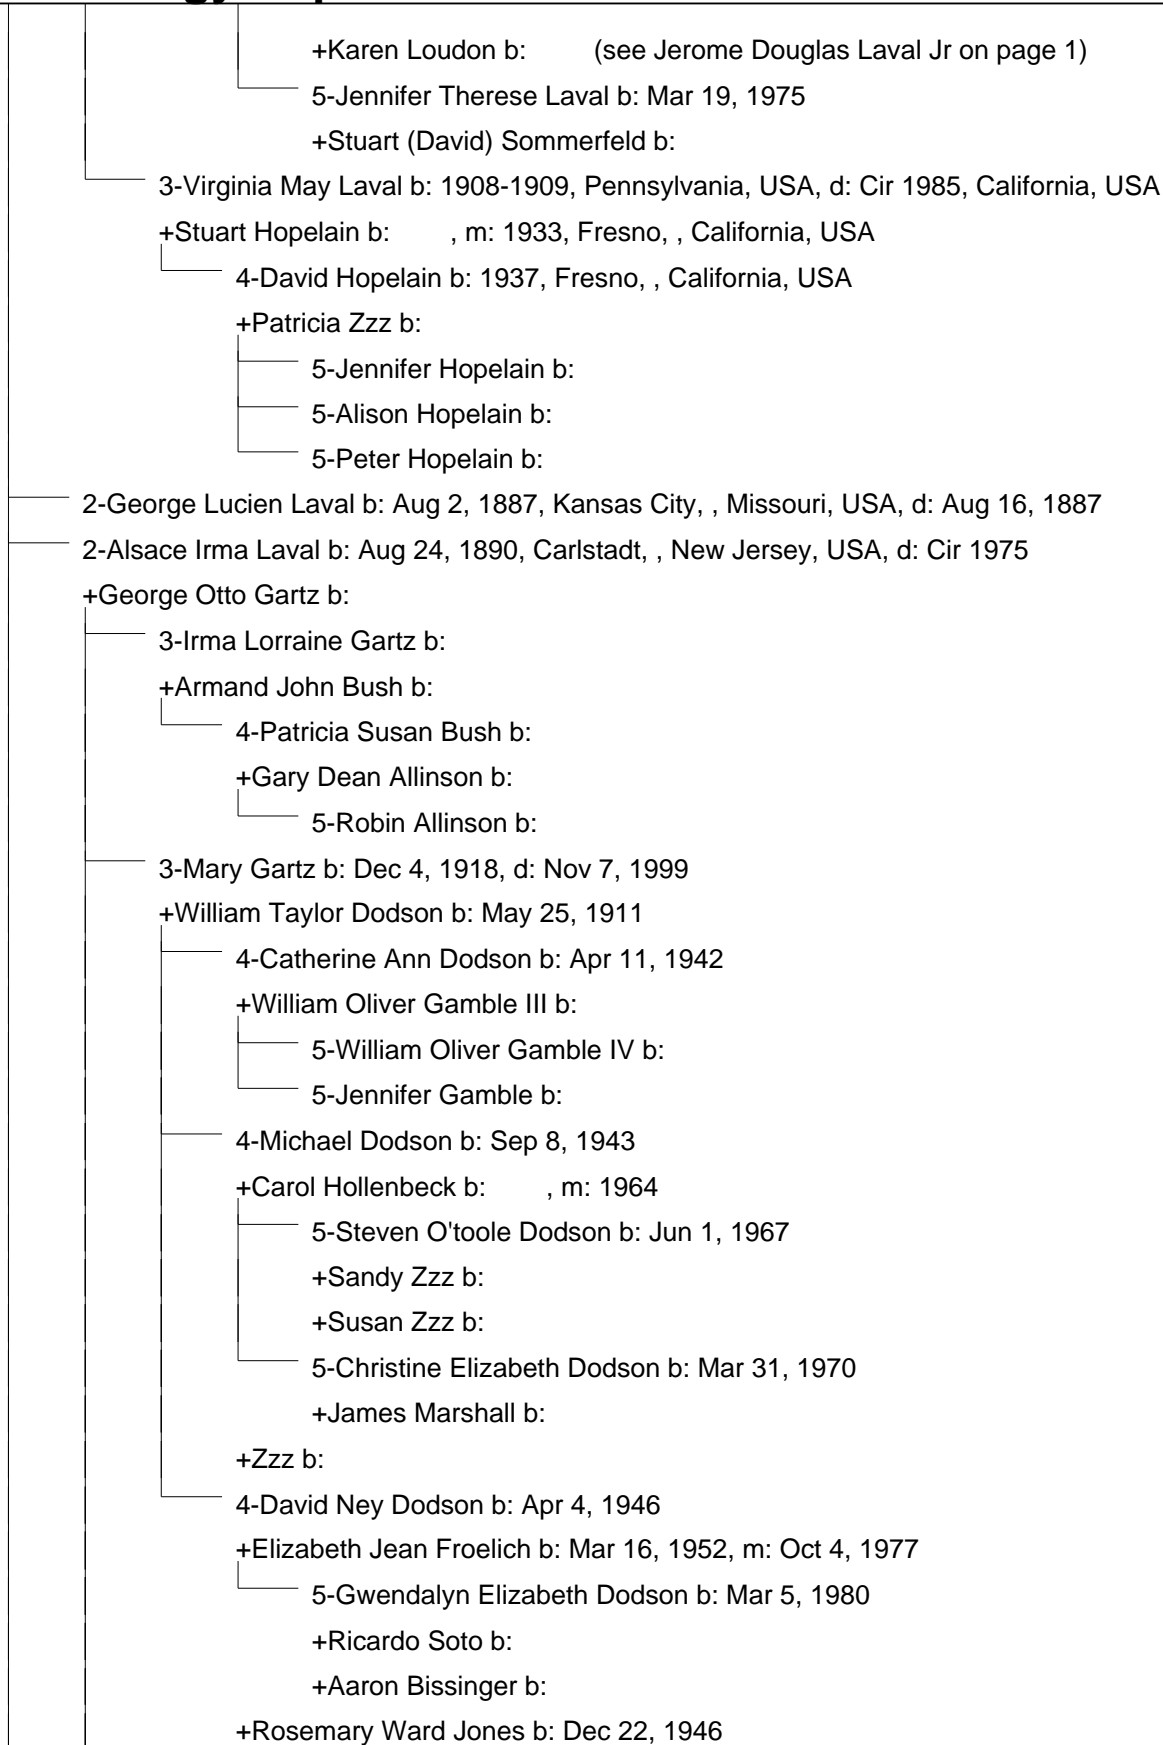 +Karen Loudon b: (see Jerome Douglas Laval Jr on page 1)
5-Jennifer Therese Laval b: Mar 19, 1975
+Stuart (David) Sommerfeld b:
3-Virginia May Laval b: 1908-1909, Pennsylvania, USA, d: Cir 1985, California, USA
+Stuart Hopelain b: , m: 1933, Fresno, , California, USA
4-David Hopelain b: 1937, Fresno, , California, USA
+Patricia Zzz b:
5-Jennifer Hopelain b:
5-Alison Hopelain b:
5-Peter Hopelain b:
2-George Lucien Laval b: Aug 2, 1887, Kansas City, , Missouri, USA, d: Aug 16, 1887
2-Alsace Irma Laval b: Aug 24, 1890, Carlstadt, , New Jersey, USA, d: Cir 1975
+George Otto Gartz b:
3-Irma Lorraine Gartz b:
+Armand John Bush b:
4-Patricia Susan Bush b:
+Gary Dean Allinson b:
5-Robin Allinson b:
3-Mary Gartz b: Dec 4, 1918, d: Nov 7, 1999
+William Taylor Dodson b: May 25, 1911
4-Catherine Ann Dodson b: Apr 11, 1942
+William Oliver Gamble III b:
5-William Oliver Gamble IV b:
5-Jennifer Gamble b:
4-Michael Dodson b: Sep 8, 1943
+Carol Hollenbeck b: , m: 1964
5-Steven O'toole Dodson b: Jun 1, 1967
+Sandy Zzz b:
+Susan Zzz b:
5-Christine Elizabeth Dodson b: Mar 31, 1970
+James Marshall b:
+Zzz b:
4-David Ney Dodson b: Apr 4, 1946
+Elizabeth Jean Froelich b: Mar 16, 1952, m: Oct 4, 1977
5-Gwendalyn Elizabeth Dodson b: Mar 5, 1980
+Ricardo Soto b:
+Aaron Bissinger b:
+Rosemary Ward Jones b: Dec 22, 1946